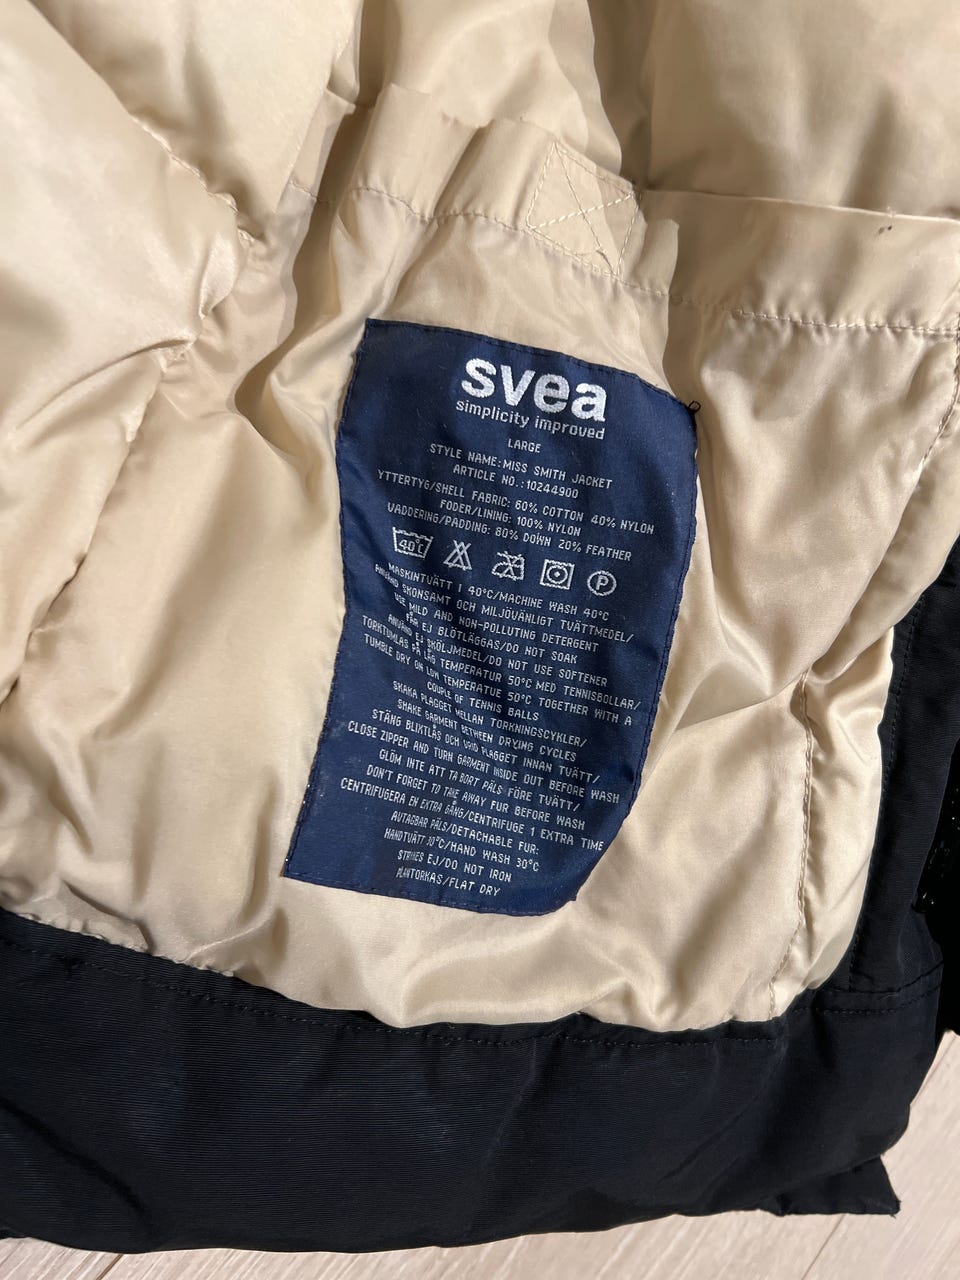 svea
simplicity improved
LARGE
STYLE NAME: MISS SMITH JACKET
ARTICLE NO.: 10244900
YTTERTYG/SHELL FABRIC: 60% COTTON 40% NYLON
FODER/LINING: 100% NYLON
VADDERING/PADDING: 80% DOWN 20% FEATHER
40°C P
MASKINTVÄTT I 40°C/MACHINE WASH 40°C
ANVÄND SKONSAMT OCH MILJÖVÄNLIGT TVÄTTMEDEL/
USE MILD AND NON-POLLUTING DETERGENT
FÅR EJ BLÖTLÄGGAS/DO NOT SOAK
ANVÄND EJ SKÖLJMEDEL/DO NOT USE SOFTENER
TORKTUMLAS PÅ LÅG TEMPERATUR 50°C MED TENNISBOLLAR/
TUMBLE DRY ON LOW TEMPERATUE 50°C TOGETHER WITH A
COUPLE OF TENNIS BALLS
SKAKA PLAGGET MELLAN TORKNINGSCYKLER/
SHAKE GARMENT BETWEEN DRYING CYCLES
STÄNG BLIXTLÅS OCH VRID PLAGGET INNAN TVÄTT/
CLOSE ZIPPER AND TURN GARMENT INSIDE OUT BEFORE WASH
GLÖM INTE ATT TA BORT PÄLS FÖRE TVÄTT/
DON'T FORGET TO TAKE AWAY FUR BEFORE WASH
CENTRIFUGERA EN EXTRA GÅNG/CENTRIFUGE 1 EXTRA TIME
AVTAGBAR PÄLS/DETACHABLE FUR:
HANDTVÄTT 30°C/HAND WASH 30°C
STRYKES EJ/DO NOT IRON
PLANTORKAS/FLAT DRY